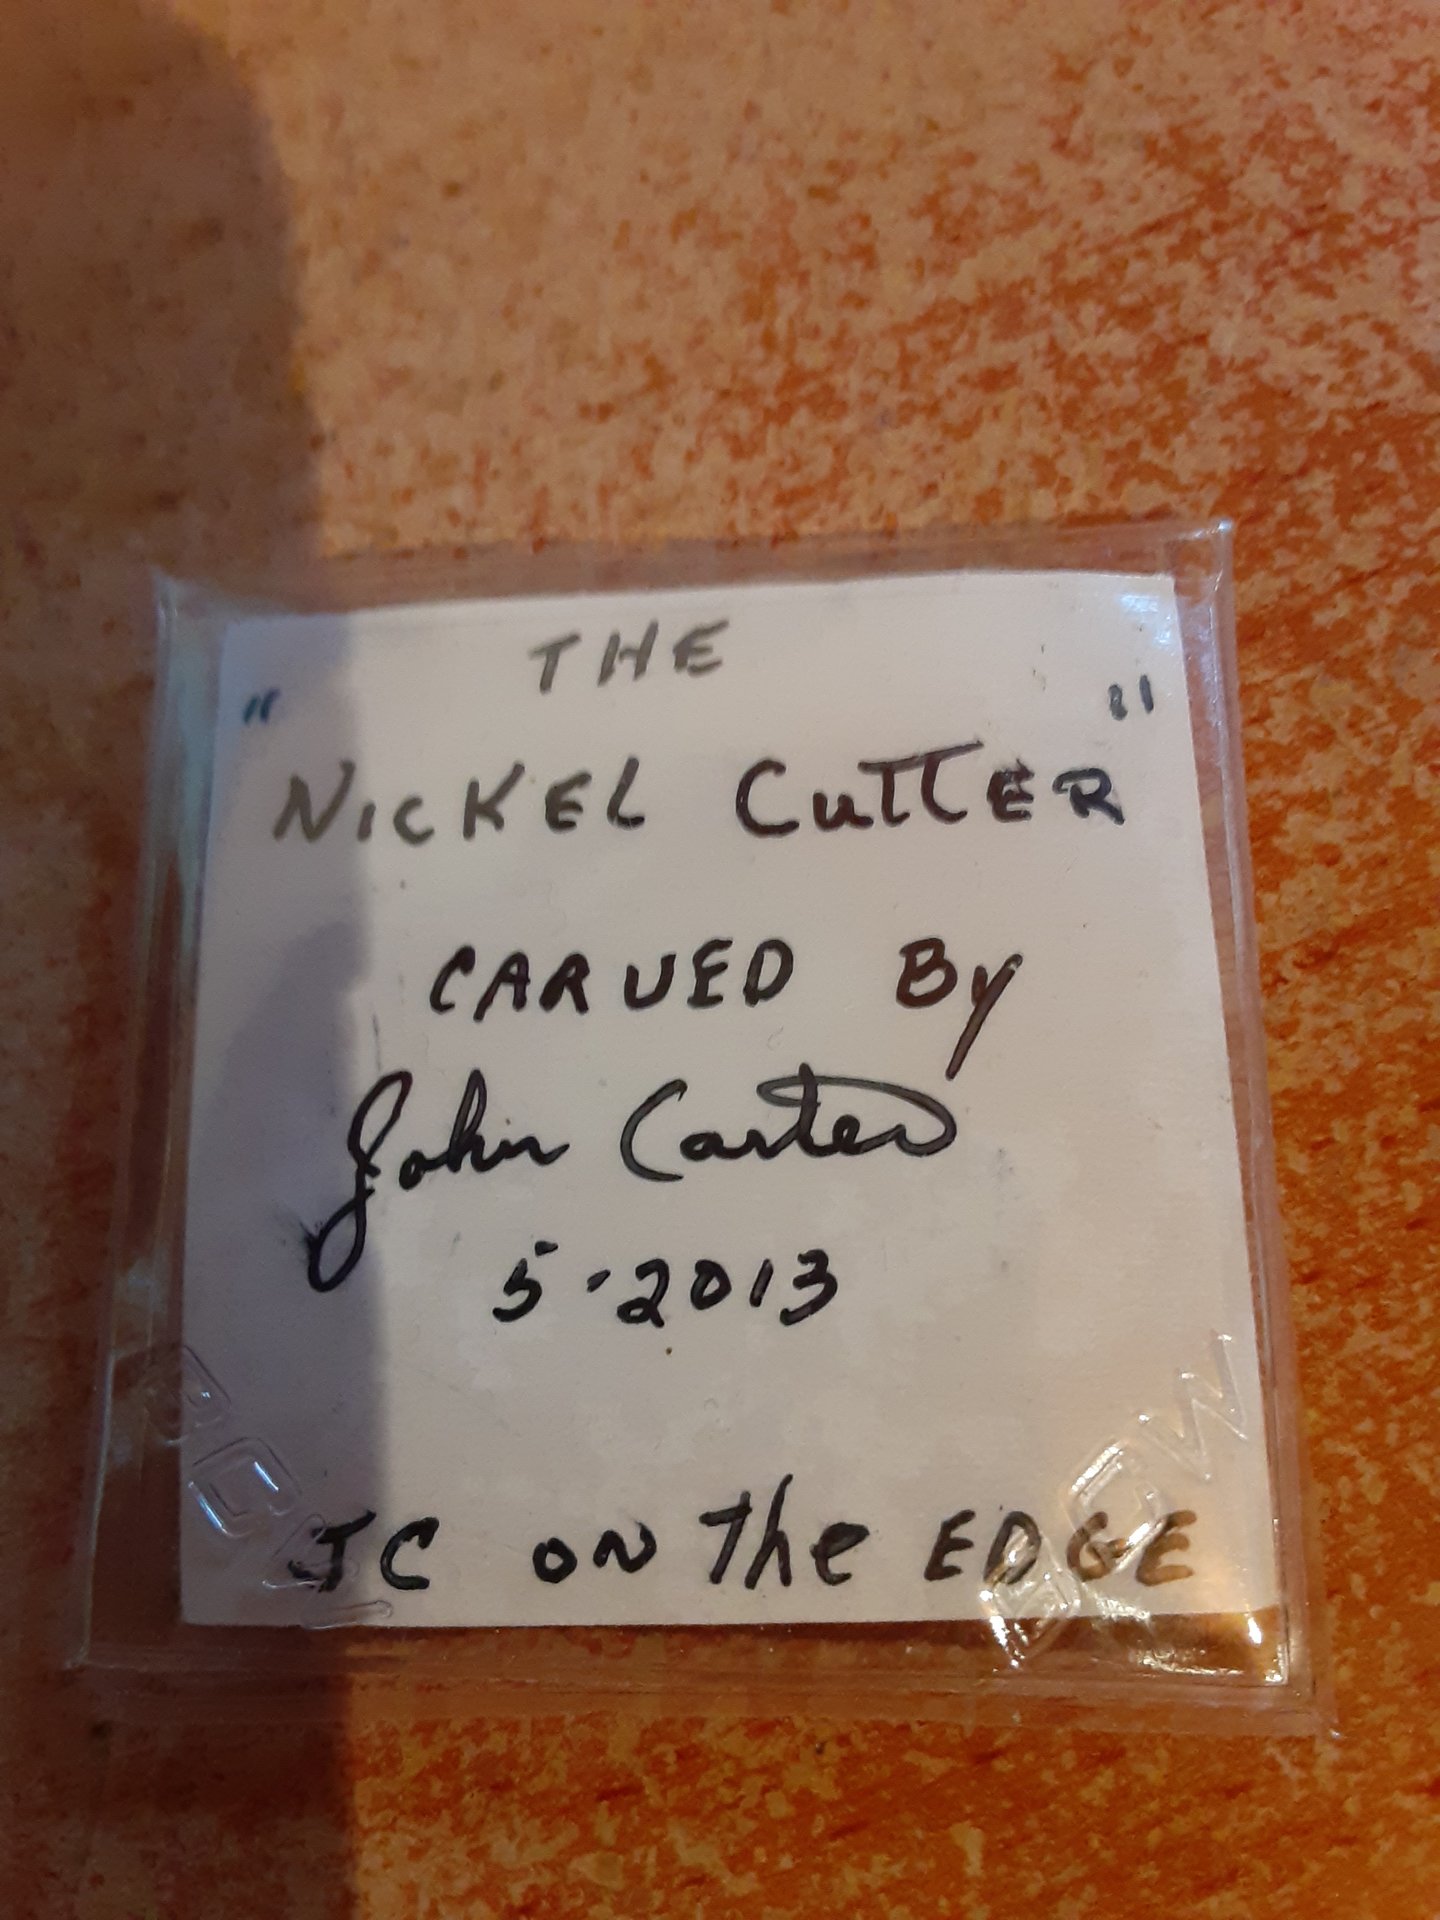 THE
" NICKEL CUTTER "
CARVED By
John Carter
5-2013
JC ON The EDGE